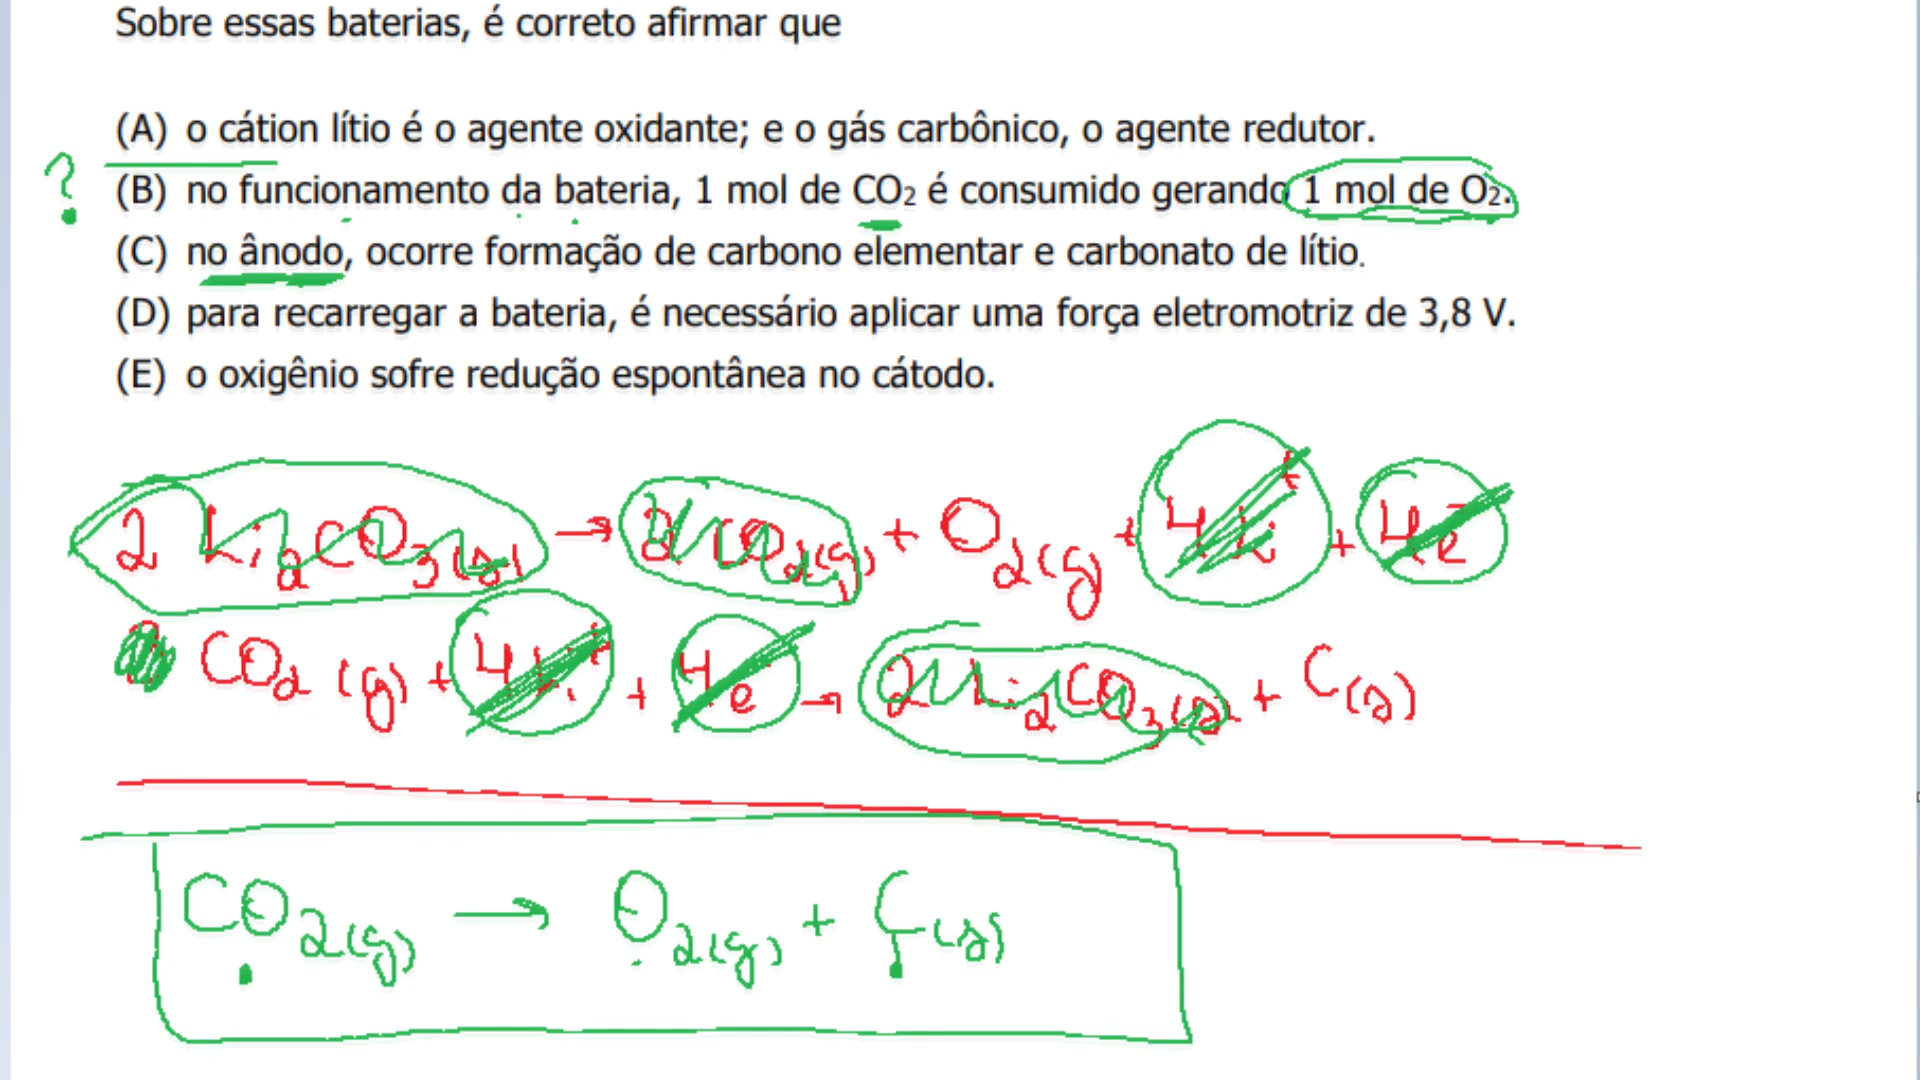 Sobre essas baterias, é correto afirmar que
(A) o cátion lítio é o agente oxidante; e o gás carbônico, o agente redutor.
?
(B) no funcionamento da bateria, 1 mol de CO₂ é consumido gerando 1 mol de O₂.
(C) no ânodo, ocorre formação de carbono elementar e carbonato de lítio.
(D) para recarregar a bateria, é necessário aplicar uma força eletromotriz de 3,8 V.
(E) o oxigênio sofre redução espontânea no cátodo.
2 Li₂CO₃(s) → 2 CO₂(g) + O₂(g) + 4 Li⁺ + 4e⁻
CO₂(g) + 4 Li⁺ + 4e → 2 Li₂CO₃(s) + C(s)
CO₂(g) → O₂(g) + C(s)